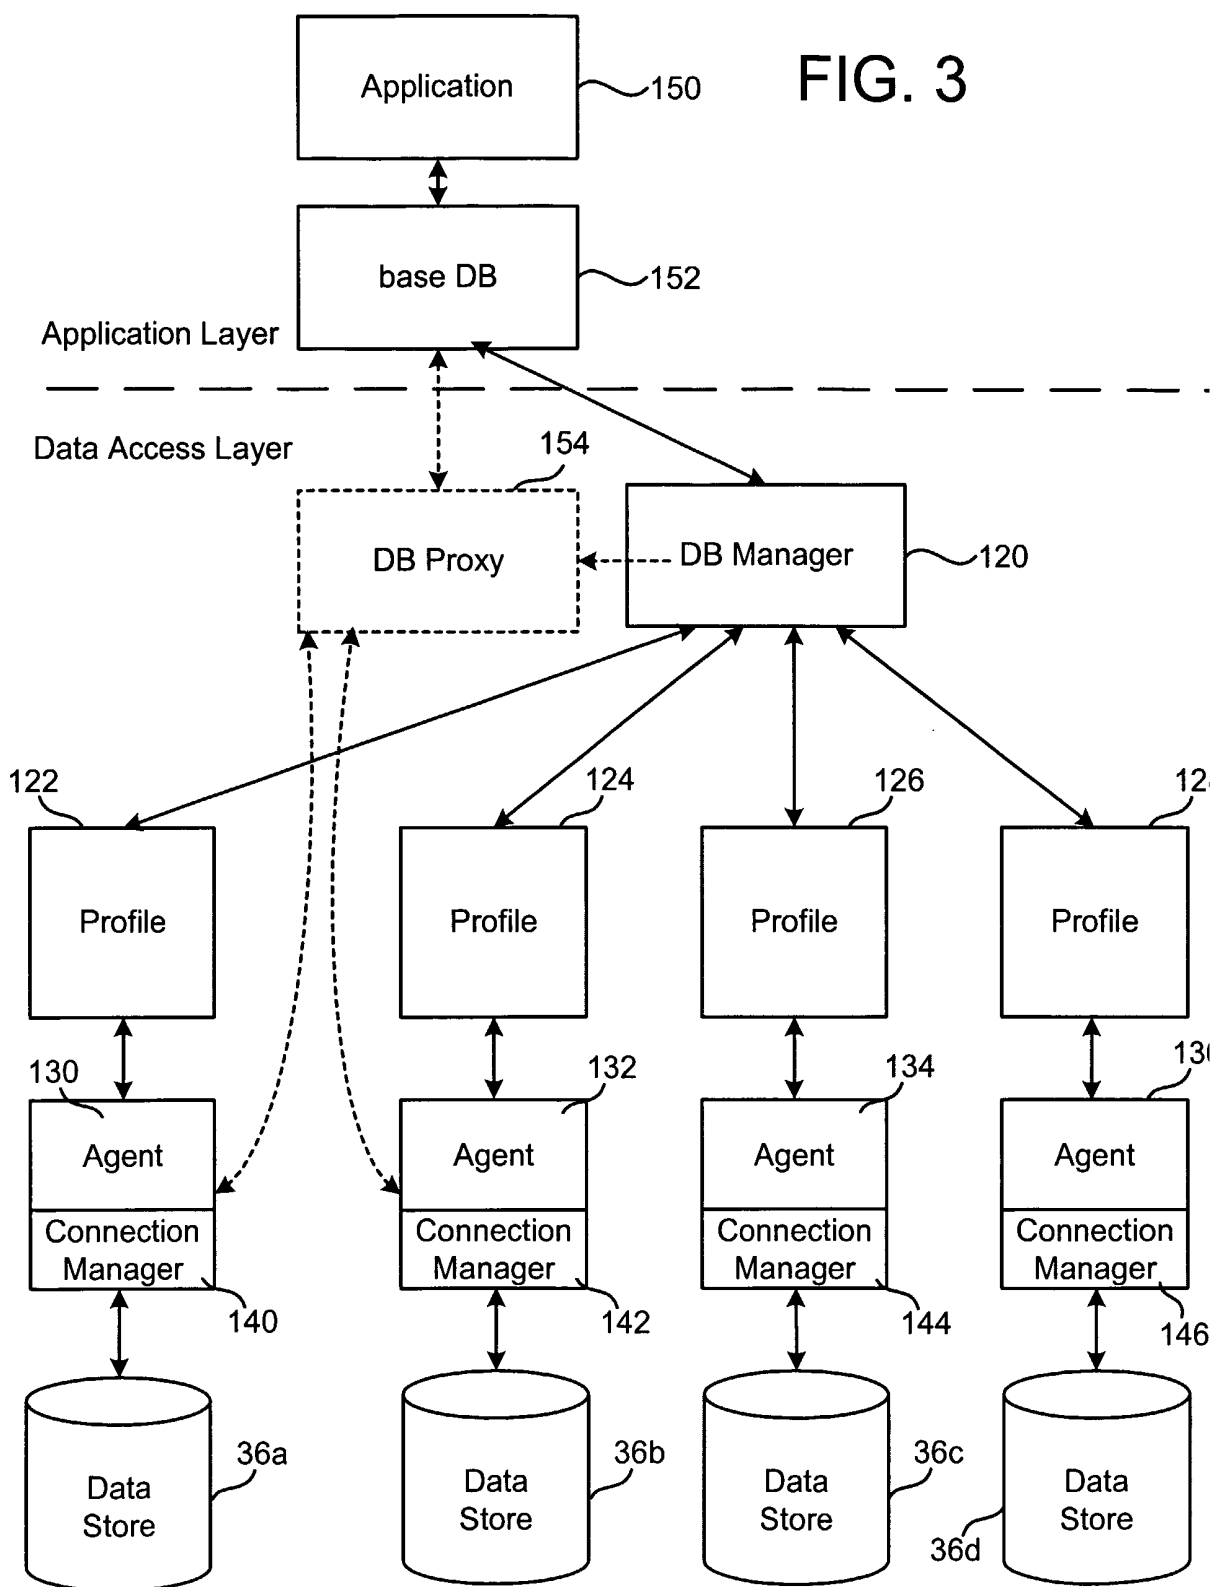 FIG. 3
Application
150
base DB
152
Application Layer
Data Access Layer
154
DB Proxy
DB Manager
120
122
124
126
Profile
Profile
Profile
Profile
130
132
134
Agent
Agent
Agent
Agent
Connection
Manager
Connection
Manager
Connection
Manager
Connection
Manager
140
142
144
146
36a
36b
36c
36d
Data
Store
Data
Store
Data
Store
Data
Store